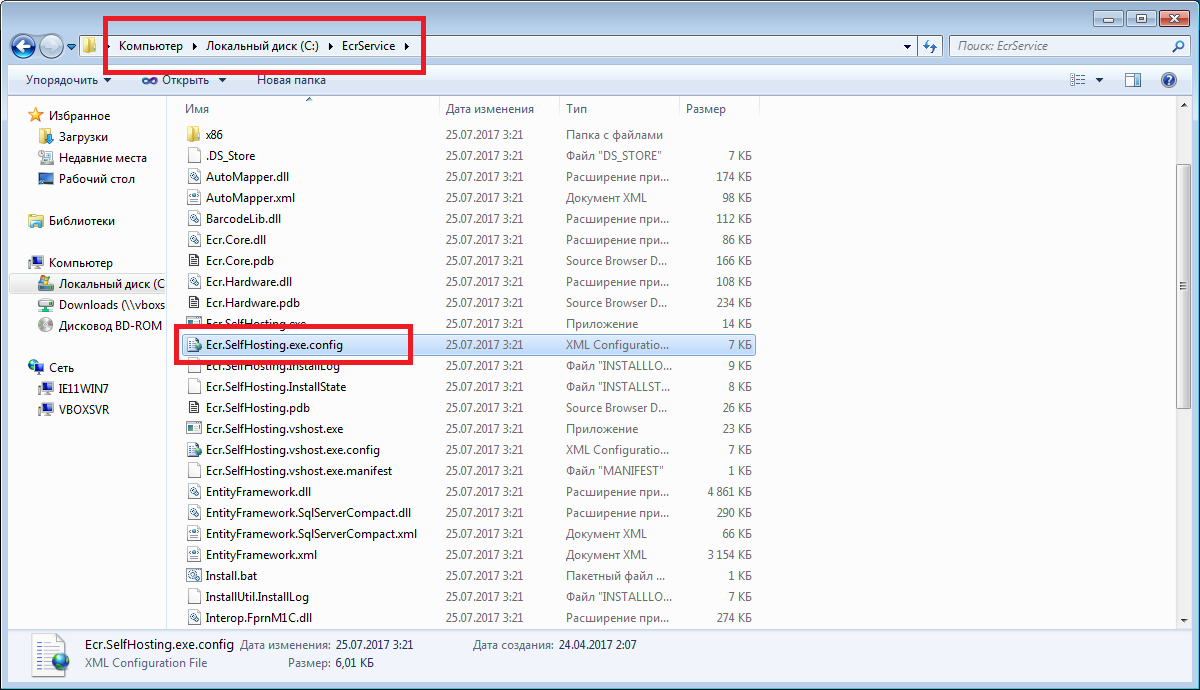 Компьютер Локальный диск (C:) EcrService Поиск: EcrService
Упорядочить Открыть Новая папка
Избранное
Загрузки
Недавние места
Рабочий стол
Библиотеки
Компьютер
Локальный диск (C
Downloads (\\vboxs
Дисковод BD-ROM
Сеть
IE11WIN7
VBOXSVR
Имя Дата изменения Тип Размер
x86 25.07.2017 3:21 Папка с файлами
.DS_Store 25.07.2017 3:21 Файл "DS_STORE" 7 КБ
AutoMapper.dll 25.07.2017 3:21 Расширение при... 174 КБ
AutoMapper.xml 25.07.2017 3:21 Документ XML 98 КБ
BarcodeLib.dll 25.07.2017 3:21 Расширение при... 112 КБ
Ecr.Core.dll 25.07.2017 3:21 Расширение при... 86 КБ
Ecr.Core.pdb 25.07.2017 3:21 Source Browser D... 166 КБ
Ecr.Hardware.dll 25.07.2017 3:21 Расширение при... 108 КБ
Ecr.Hardware.pdb 25.07.2017 3:21 Source Browser D... 234 КБ
Ecr.SelfHosting.exe 25.07.2017 3:21 Приложение 14 КБ
Ecr.SelfHosting.exe.config 25.07.2017 3:21 XML Configuratio... 7 КБ
Ecr.SelfHosting.InstallLog 25.07.2017 3:21 Файл "INSTALLLO... 9 КБ
Ecr.SelfHosting.InstallState 25.07.2017 3:21 Файл "INSTALLST... 8 КБ
Ecr.SelfHosting.pdb 25.07.2017 3:21 Source Browser D... 26 КБ
Ecr.SelfHosting.vshost.exe 25.07.2017 3:21 Приложение 23 КБ
Ecr.SelfHosting.vshost.exe.config 25.07.2017 3:21 XML Configuratio... 7 КБ
Ecr.SelfHosting.vshost.exe.manifest 25.07.2017 3:21 Файл "MANIFEST" 1 КБ
EntityFramework.dll 25.07.2017 3:21 Расширение при... 4 861 КБ
EntityFramework.SqlServerCompact.dll 25.07.2017 3:21 Расширение при... 290 КБ
EntityFramework.SqlServerCompact.xml 25.07.2017 3:21 Документ XML 66 КБ
EntityFramework.xml 25.07.2017 3:21 Документ XML 3 154 КБ
Install.bat 25.07.2017 3:21 Пакетный файл ... 1 КБ
InstallUtil.InstallLog 25.07.2017 3:21 Файл "INSTALLLO... 7 КБ
Interop.FprnM1C.dll 25.07.2017 3:21 Расширение при... 274 КБ
Ecr.SelfHosting.exe.config Дата изменения: 25.07.2017 3:21 Дата создания: 24.04.2017 2:07
XML Configuration File Размер: 6,01 КБ